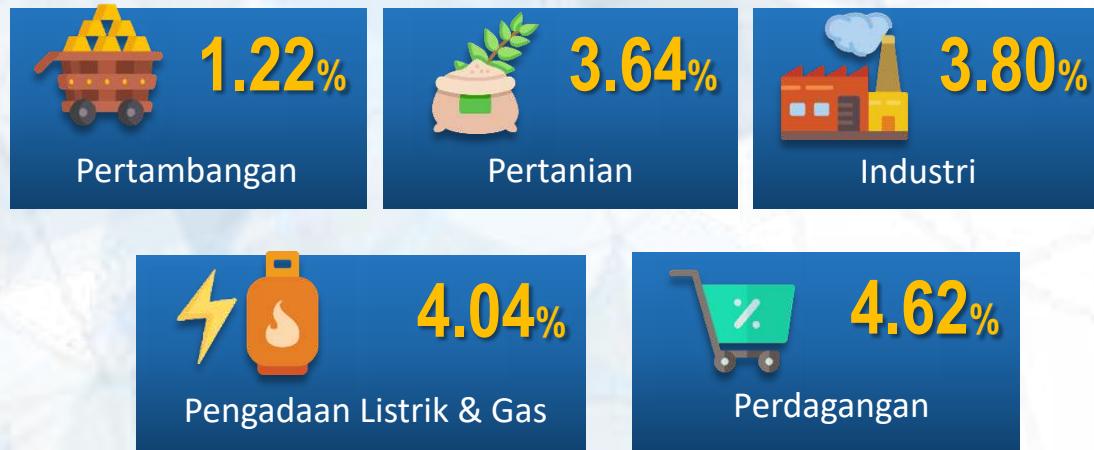 1.22%
Pertambangan
3.64%
Pertanian
3.80%
Industri
4.04%
Pengadaan Listrik & Gas
4.62%
Perdagangan